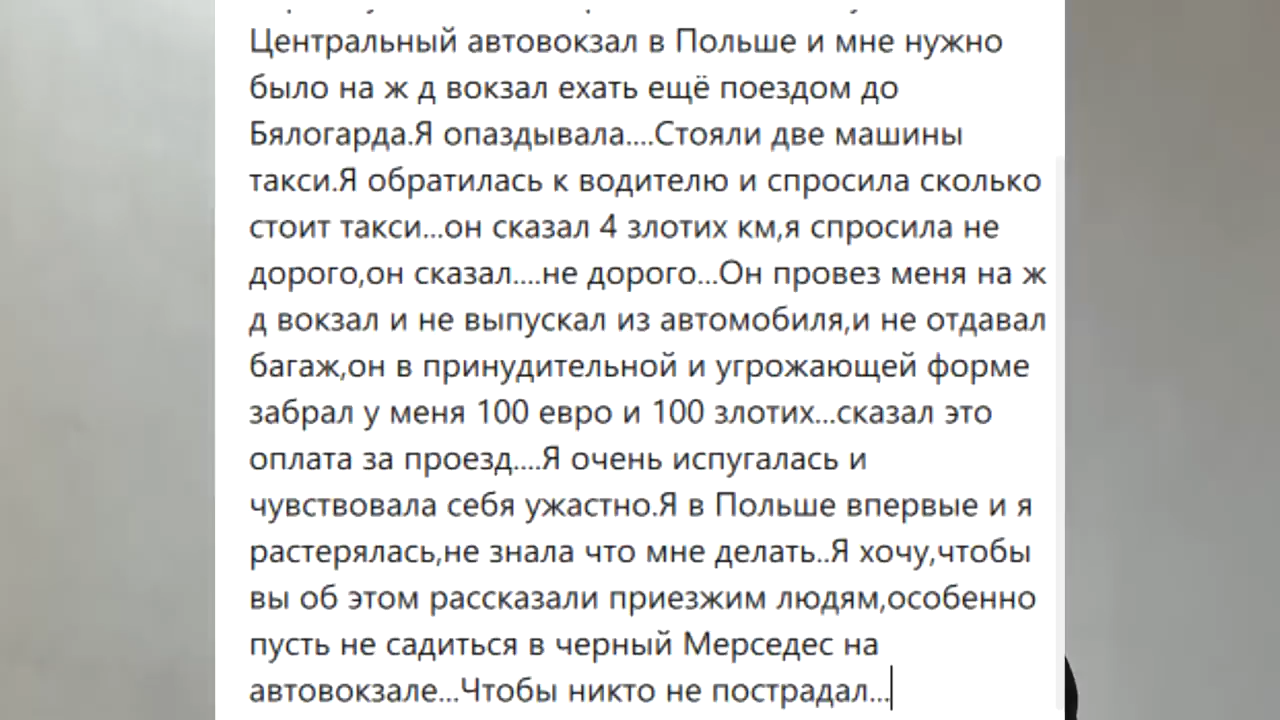 Центральный автовокзал в Польше и мне нужно
было на ж д вокзал ехать ещё поездом до
Бялогарда.Я опаздывала....Стояли две машины
такси.Я обратилась к водителю и спросила сколько
стоит такси...он сказал 4 злотих км,я спросила не
дорого,он сказал....не дорого...Он провез меня на ж
д вокзал и не выпускал из автомобиля,и не отдавал
багаж,он в принудительной и угрожающей форме
забрал у меня 100 евро и 100 злотих...сказал это
оплата за проезд....Я очень испугалась и
чувствовала себя ужастно.Я в Польше впервые и я
растерялась,не знала что мне делать..Я хочу,чтобы
вы об этом рассказали приезжим людям,особенно
пусть не садиться в черный Мерседес на
автовокзале...Чтобы никто не пострадал...